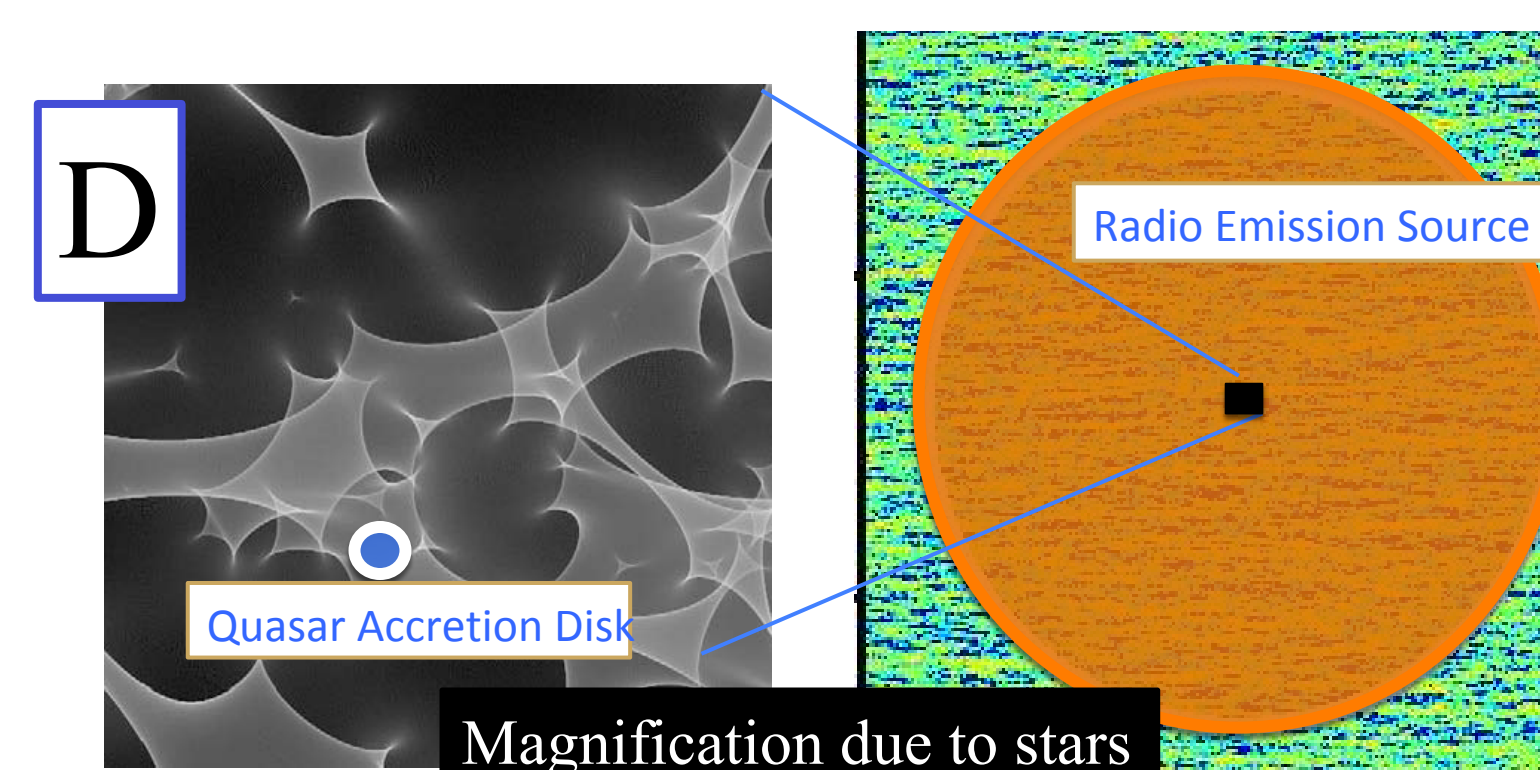 D
Radio Emission Source
Quasar Accretion Disk
Magnification due to stars